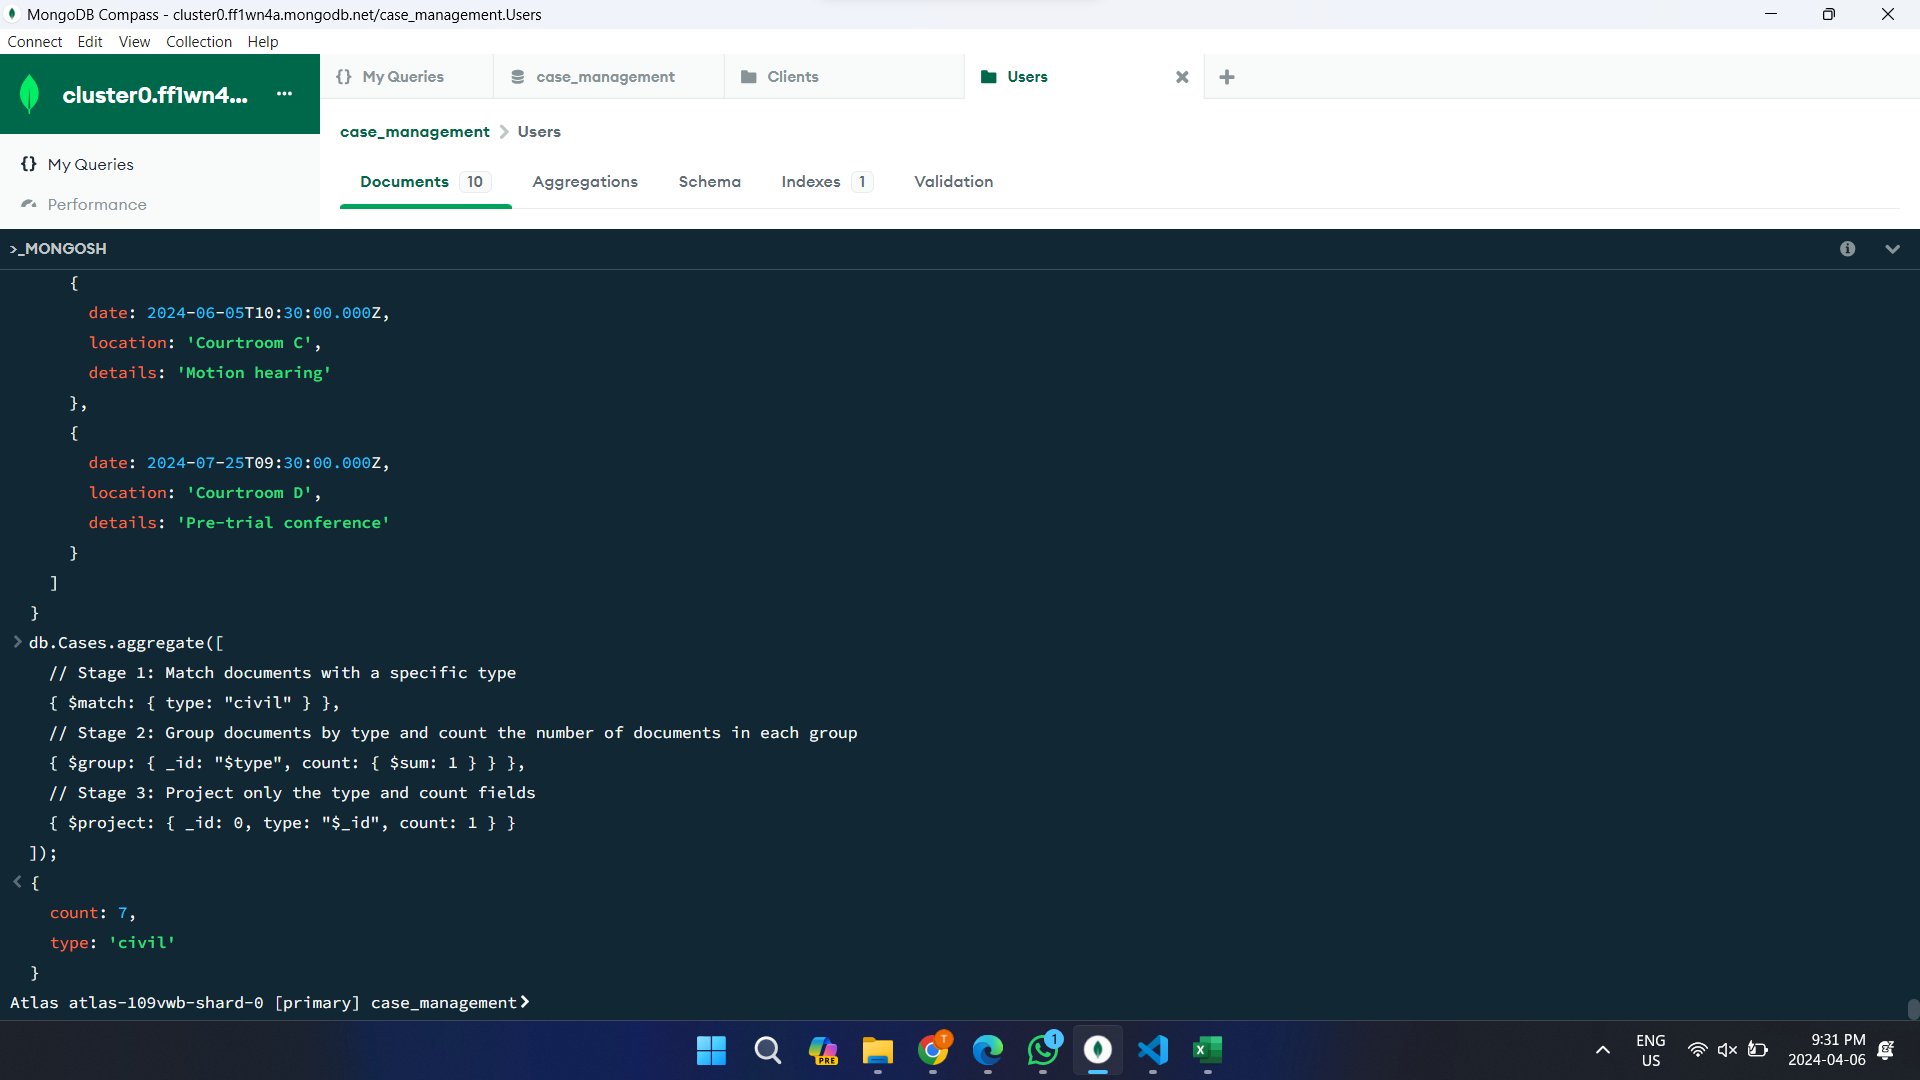 MongoDB Compass - cluster0.ff1wn4a.mongodb.net/case_management.Users
Connect Edit View Collection Help
cluster0.ff1wn4... ...
{} My Queries
case_management
Clients
Users
case_management > Users
{} My Queries
Performance
Documents 10
Aggregations
Schema
Indexes 1
Validation
>_MONGOSH
{
date: 2024-06-05T10:30:00.000Z,
location: 'Courtroom C',
details: 'Motion hearing'
},
{
date: 2024-07-25T09:30:00.000Z,
location: 'Courtroom D',
details: 'Pre-trial conference'
}
]
}
> db.Cases.aggregate([
// Stage 1: Match documents with a specific type
{ $match: { type: "civil" } },
// Stage 2: Group documents by type and count the number of documents in each group
{ $group: { _id: "$type", count: { $sum: 1 } } },
// Stage 3: Project only the type and count fields
{ $project: { _id: 0, type: "$_id", count: 1 } }
]);
< {
count: 7,
type: 'civil'
}
Atlas atlas-109vwb-shard-0 [primary] case_management>
PRE
T
1
X
ENG
US
9:31 PM
2024-04-06